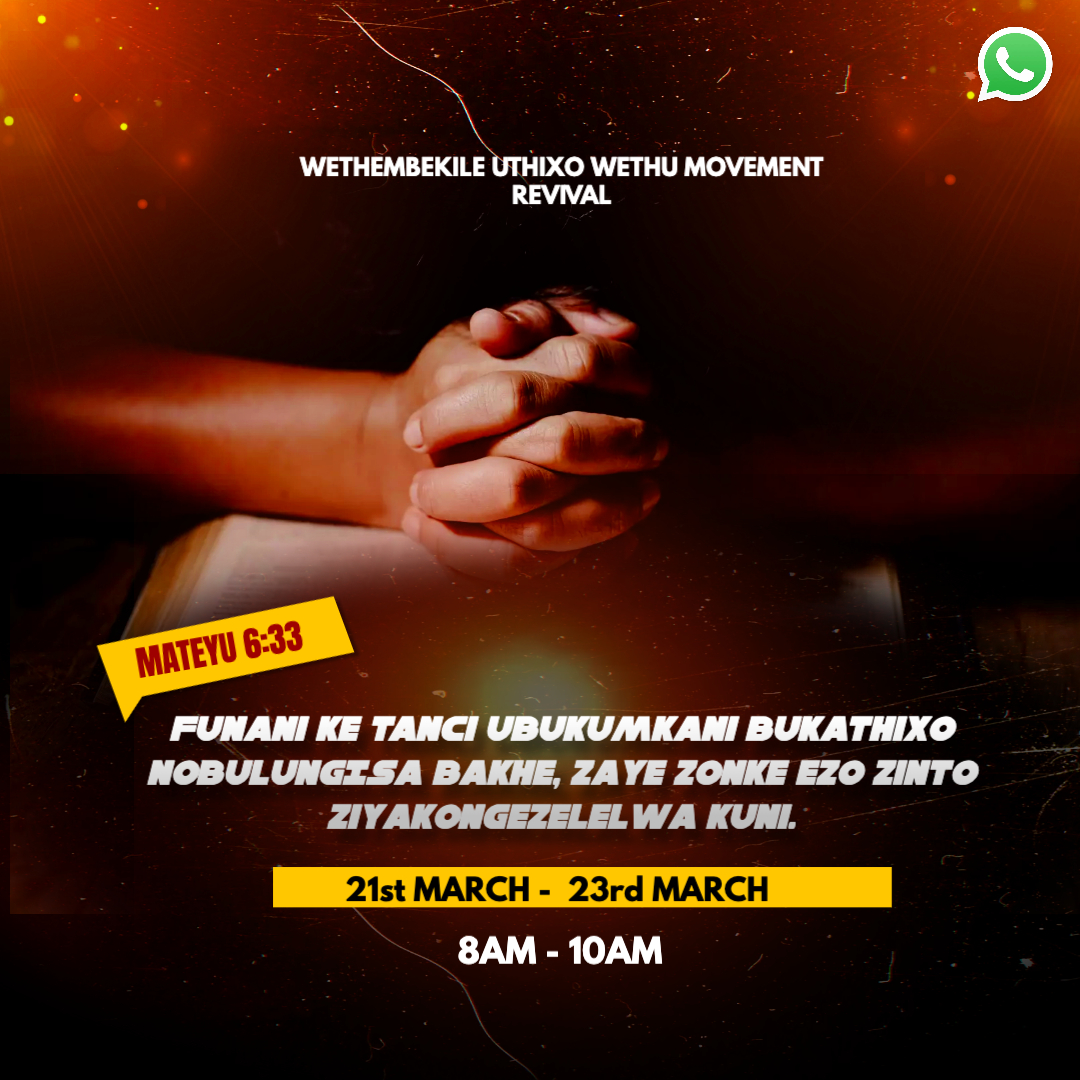 WETHEMBEKILE UTHIXO WETHU MOVEMENT
REVIVAL
MATEYU 6:33
FUNANI KE TANCI UBUKUMKANI BUKATHIXO
NOBULUNGISA BAKHE, ZAYE ZONKE EZO ZINTO
ZIYAKONGEZELELWA KUNI.
21st MARCH - 23rd MARCH
8AM - 10AM